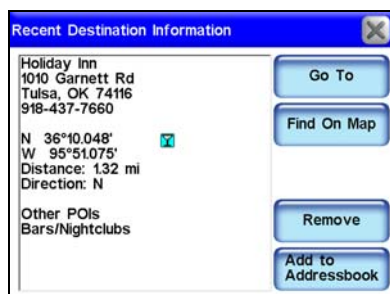 Recent Destination Information
Holiday Inn
1010 Garnett Rd
Tulsa, OK 74116
918-437-7660
N 36°10.048'
W 95°51.075'
Distance: 1.32 mi
Direction: N
Other POIs
Bars/Nightclubs
Go To
Find On Map
Remove
Add to
Addressbook